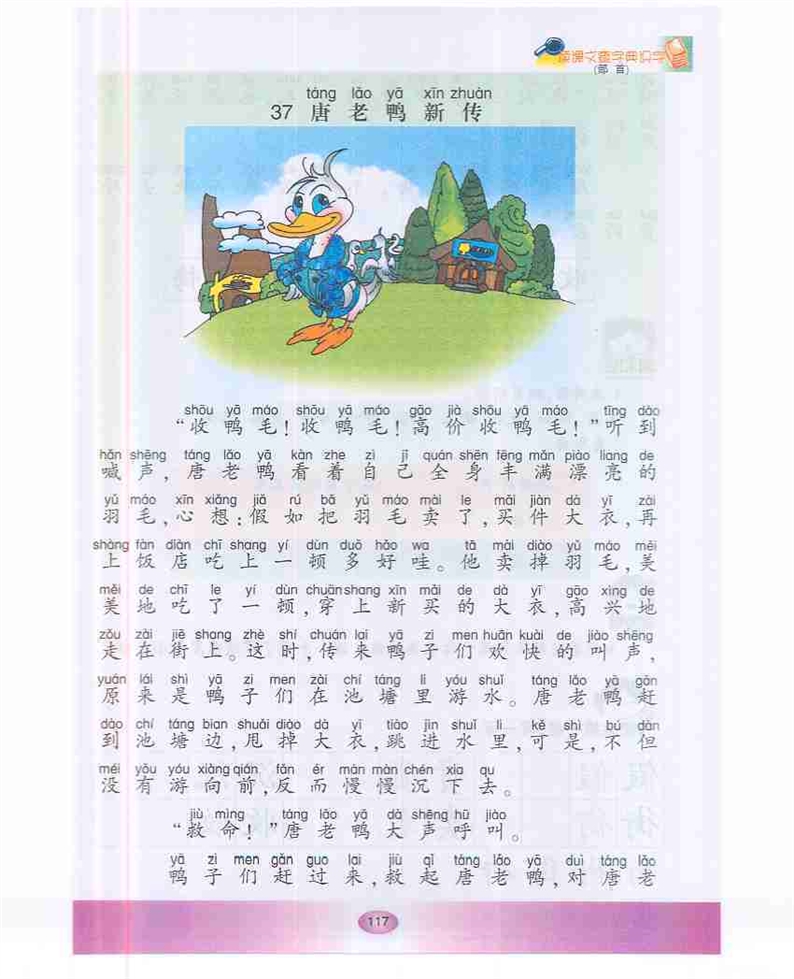 读课文查字典识字
(部 首)
táng lǎo yā xīn zhuàn
37 唐 老 鸭 新 传
shōu yā máo shōu yā máo gāo jià shōu yā máo tīng dào
“收 鸭 毛!收 鸭 毛!高 价 收 鸭 毛!”听 到
hǎn shēng táng lǎo yā kàn zhe zì jǐ quán shēn fēng mǎn piào liang de
喊 声,唐 老 鸭 看 着 自 己 全 身 丰 满 漂 亮 的
yǔ máo xīn xiǎng jiǎ rú bǎ yǔ máo mài le mǎi jiàn dà yī zài
羽 毛,心 想:假 如 把 羽 毛 卖 了,买 件 大 衣,再
shàng fàn diàn chī shang yí dùn duō hǎo wa tā mài diào yǔ máo měi
上 饭 店 吃 上 一 顿 多 好 哇。他 卖 掉 羽 毛,美
měi de chī le yí dùn chuān shang xīn mǎi de dà yī gāo xìng de
美 地 吃 了 一 顿,穿 上 新 买 的 大 衣,高 兴 地
zǒu zài jiē shang zhè shí chuán lai yā zi men huān kuài de jiào shēng
走 在 街 上。这 时,传 来 鸭 子 们 欢 快 的 叫 声,
yuán lái shì yā zi men zài chí táng li yóu shuǐ táng lǎo yā gǎn
原 来 是 鸭 子 们 在 池 塘 里 游 水。唐 老 鸭 赶
dào chí táng bian shuǎi diào dà yī tiào jìn shuǐ li kě shì bú dàn
到 池 塘 边,甩 掉 大 衣,跳 进 水 里,可 是,不 但
méi yǒu yóu xiàng qián fǎn ér màn màn chén xia qu
没 有 游 向 前,反 而 慢 慢 沉 下 去。
jiù mìng táng lǎo yā dà shēng hū jiào
“救 命!”唐 老 鸭 大 声 呼 叫。
yā zi men gǎn guo lai jiù qǐ táng lǎo yā duì táng lǎo
鸭 子 们 赶 过 来,救 起 唐 老 鸭,对 唐 老
117